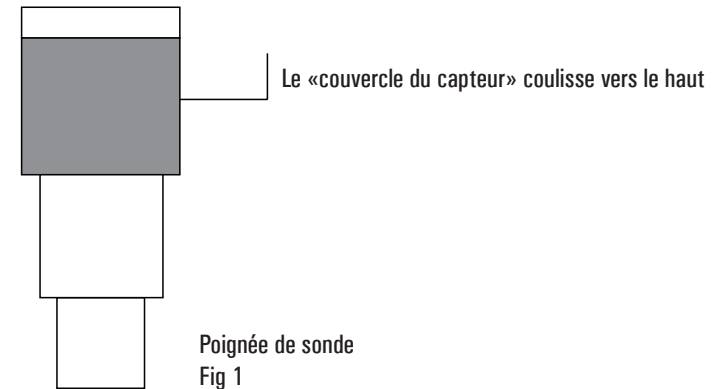 Le «couvercle du capteur» coulisse vers le haut
Poignée de sonde
Fig 1